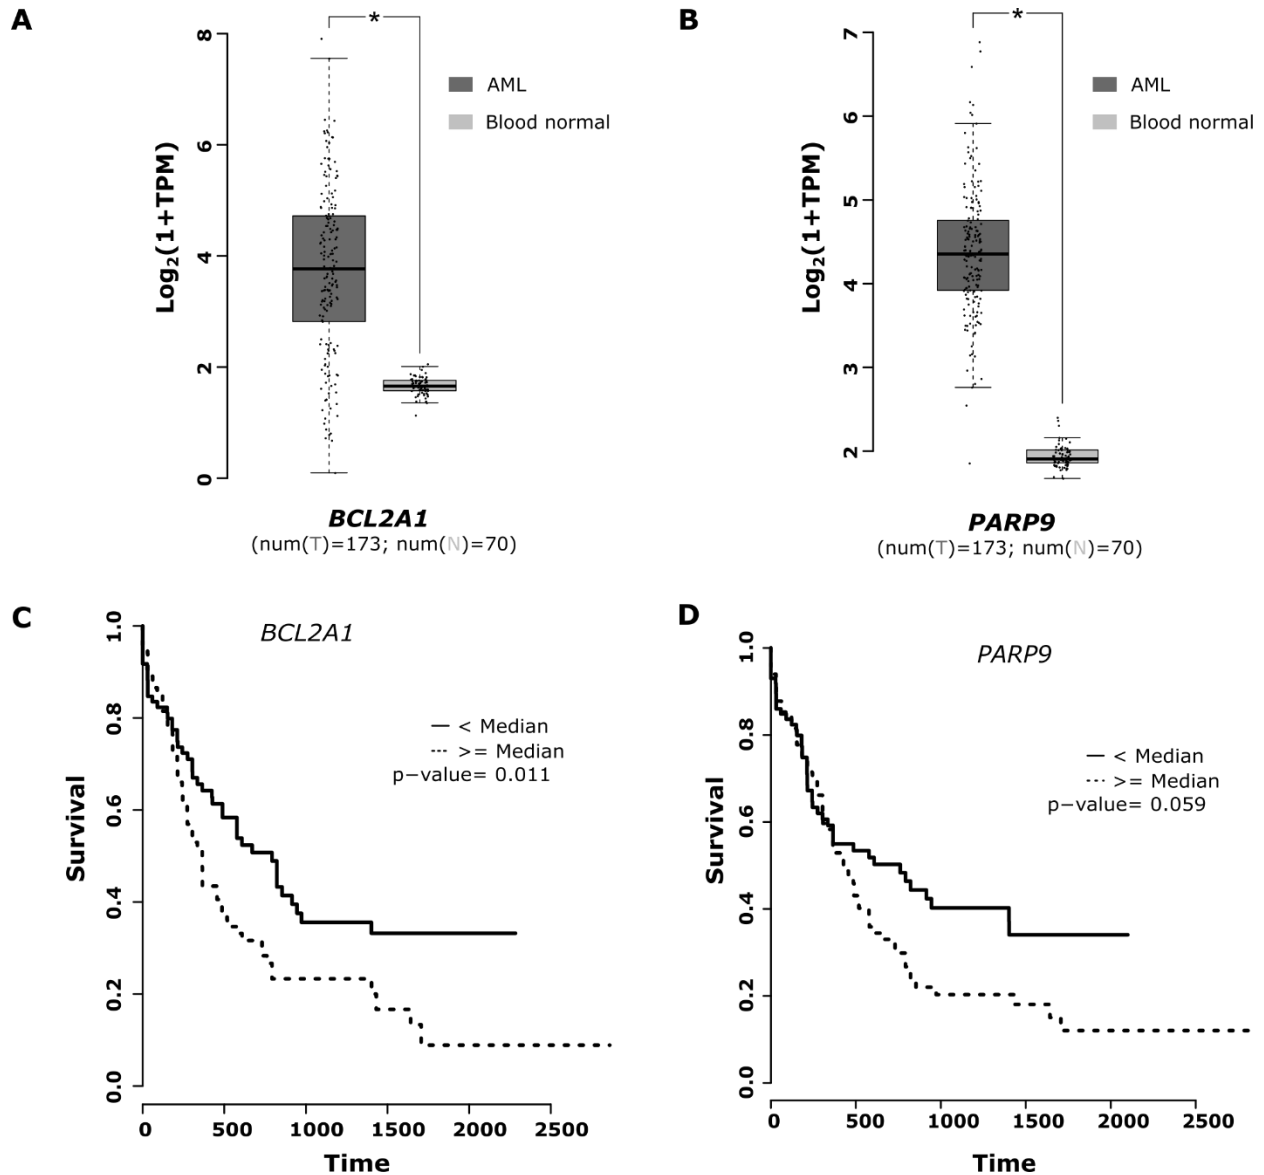 A
*
8
6
4
2
0
Log2(1+TPM)
AML
Blood normal
BCL2A1
(num(T)=173; num(N)=70)
B
*
7
6
5
4
3
2
Log2(1+TPM)
AML
Blood normal
PARP9
(num(T)=173; num(N)=70)
C
BCL2A1
1.0
0.8
0.6
0.4
0.2
0.0
Survival
< Median
>= Median
p−value= 0.011
0 500 1000 1500 2000 2500
Time
D
PARP9
1.0
0.8
0.6
0.4
0.2
0.0
Survival
< Median
>= Median
p−value= 0.059
0 500 1000 1500 2000 2500
Time